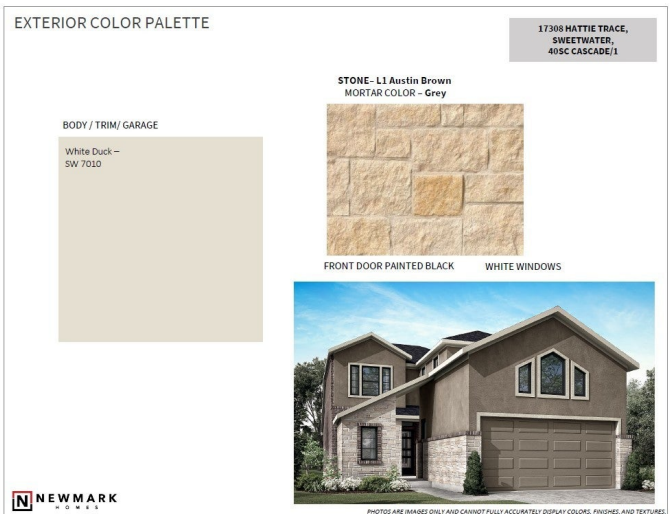 EXTERIOR COLOR PALETTE
17308 HATTIE TRACE,
SWEETWATER,
40SC CASCADE/1
STONE– L1 Austin Brown
MORTAR COLOR – Grey
BODY / TRIM/ GARAGE
White Duck –
SW 7010
FRONT DOOR PAINTED BLACK
WHITE WINDOWS
N NEWMARK
HOMES
PHOTOS ARE IMAGES ONLY AND CANNOT FULLY ACCURATELY DISPLAY COLORS, FINISHES, AND TEXTURES.